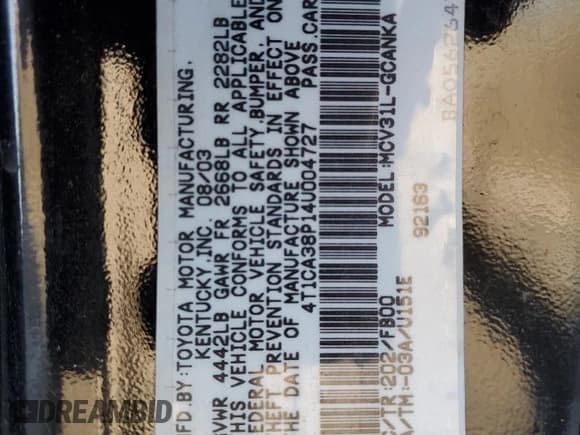 MFD.BY:TOYOTA MOTOR MANUFACTURING,
KENTUCKY,INC. 08/03
GVWR 4442LB GAWR FR 2668LB RR 2282LB
THIS VEHICLE CONFORMS TO ALL APPLICABLE
FEDERAL MOTOR VEHICLE SAFETY,BUMPER, AND
THEFT PREVENTION STANDARDS IN EFFECT ON
THE DATE OF MANUFACTURE SHOWN ABOVE
4T1CA38P14U004727 PASS.CAR
MODEL:MCV31L-GCANKA
C/TR:202/FB00
A/TM:-03A/U151E
92163
DREAMBID